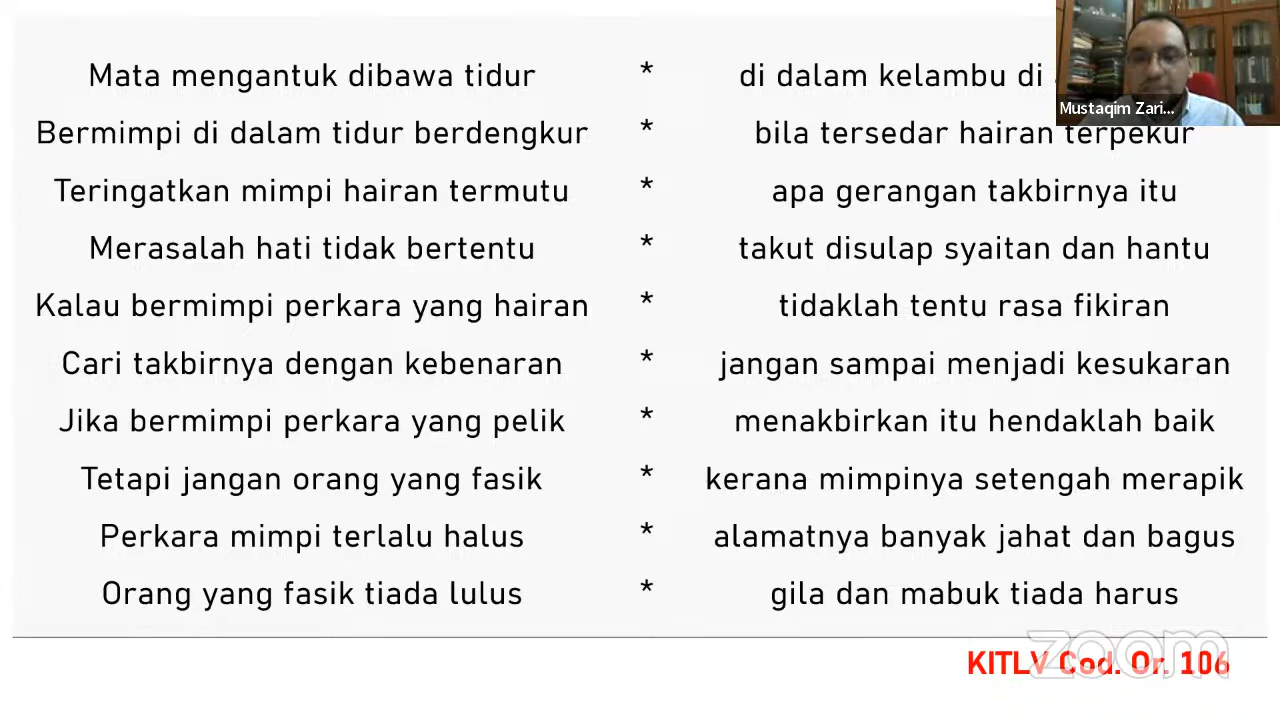 Mata mengantuk dibawa tidur * di dalam kelambu di
Mustaqim Zari...
Bermimpi di dalam tidur berdengkur * bila tersedar hairan terpekur
Teringatkan mimpi hairan termutu * apa gerangan takbirnya itu
Merasalah hati tidak bertentu * takut disulap syaitan dan hantu
Kalau bermimpi perkara yang hairan * tidaklah tentu rasa fikiran
Cari takbirnya dengan kebenaran * jangan sampai menjadi kesukaran
Jika bermimpi perkara yang pelik * menakbirkan itu hendaklah baik
Tetapi jangan orang yang fasik * kerana mimpinya setengah merapik
Perkara mimpi terlalu halus * alamatnya banyak jahat dan bagus
Orang yang fasik tiada lulus * gila dan mabuk tiada harus
zoom
KITLV Cod. Or. 106